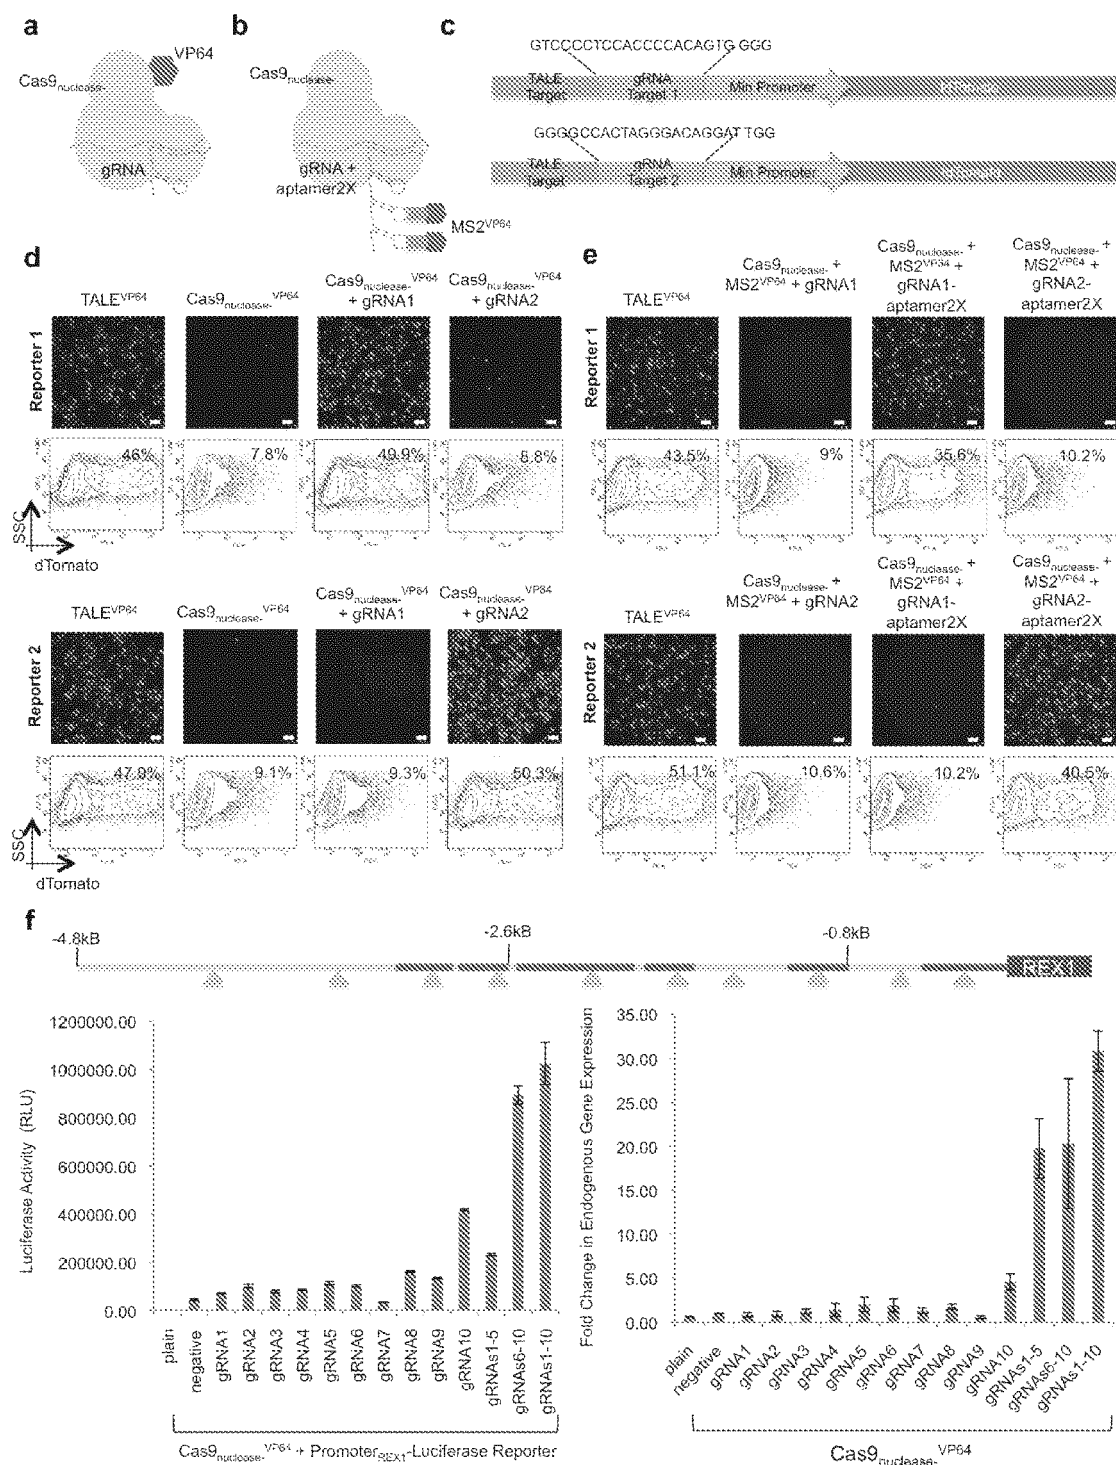 a
VP64
Cas9nuclease-
gRNA
b
Cas9nuclease-
gRNA +
aptamer2X
MS2VP64
c
GTCCCCTCCACCCCACAGTG GGG
TALE
Target
gRNA
Target 1
Min Promoter
GGGGCCACTAGGGACAGGAT TGG
TALE
Target
gRNA
Target 2
Min Promoter
d
TALEVP64
Cas9nuclease-VP64
Cas9nuclease-VP64
+ gRNA1
Cas9nuclease-VP64
+ gRNA2
Reporter 1
46%
7.8%
49.9%
8.8%
SSC
dTomato
TALEVP64
Cas9nuclease-VP64
Cas9nuclease-VP64
+ gRNA1
Cas9nuclease-VP64
+ gRNA2
Reporter 2
47.9%
9.1%
9.3%
50.3%
SSC
dTomato
e
TALEVP64
Cas9nuclease- +
MS2VP64 + gRNA1
Cas9nuclease- +
MS2VP64 +
gRNA1-
aptamer2X
Cas9nuclease- +
MS2VP64 +
gRNA2-
aptamer2X
Reporter 1
43.5%
9%
35.6%
10.2%
TALEVP64
Cas9nuclease- +
MS2VP64 + gRNA2
Cas9nuclease- +
MS2VP64 +
gRNA1-
aptamer2X
Cas9nuclease- +
MS2VP64 +
gRNA2-
aptamer2X
Reporter 2
51.1%
10.6%
10.2%
40.5%
f
-4.8kB
-2.6kB
-0.8kB
REX1
Luciferase Activity (RLU)
1200000.00
1000000.00
800000.00
600000.00
400000.00
200000.00
0.00
plain
negative
gRNA1
gRNA2
gRNA3
gRNA4
gRNA5
gRNA6
gRNA7
gRNA8
gRNA9
gRNA10
gRNAs1-5
gRNAs6-10
gRNAs1-10
Cas9nuclease-VP64 + PromoterREX1-Luciferase Reporter
Fold Change in Endogenous Gene Expression
35.00
30.00
25.00
20.00
15.00
10.00
5.00
0.00
plain
negative
gRNA1
gRNA2
gRNA3
gRNA4
gRNA5
gRNA6
gRNA7
gRNA8
gRNA9
gRNA10
gRNAs1-5
gRNAs6-10
gRNAs1-10
Cas9nuclease-VP64